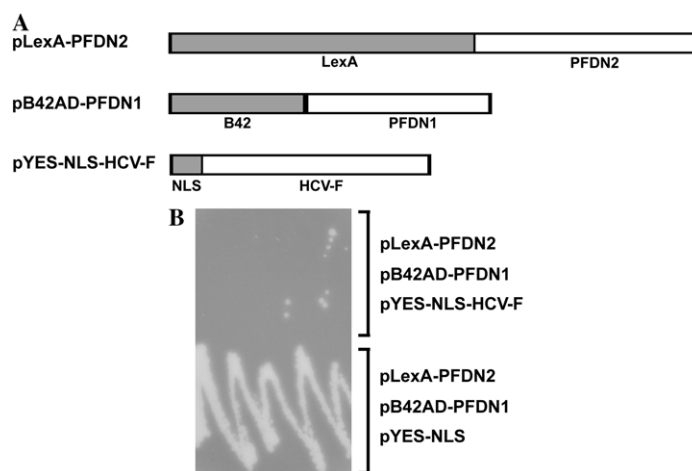 A
pLexA-PFDN2
LexA PFDN2
pB42AD-PFDN1
B42 PFDN1
pYES-NLS-HCV-F
NLS HCV-F
B
pLexA-PFDN2
pB42AD-PFDN1
pYES-NLS-HCV-F
pLexA-PFDN2
pB42AD-PFDN1
pYES-NLS